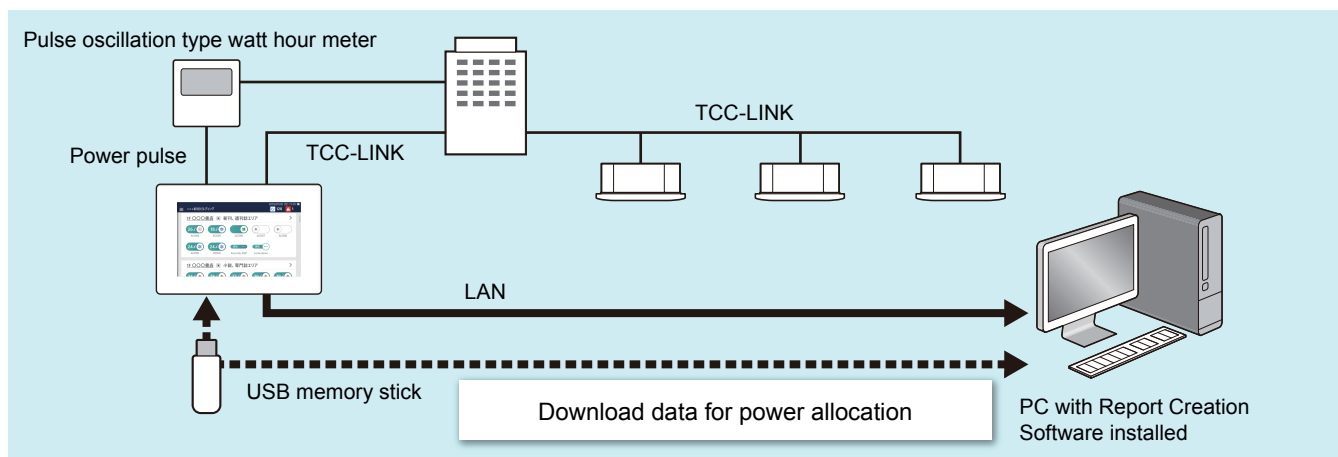 Pulse oscillation type watt hour meter
TCC-LINK
TCC-LINK
Power pulse
LAN
USB memory stick
Download data for power allocation
PC with Report Creation
Software installed